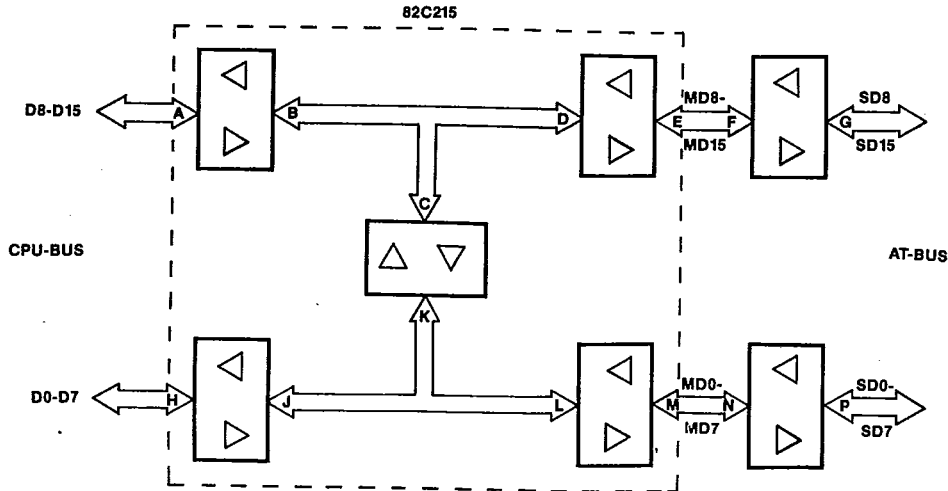 82C215
D8-D15
A
B
D
E
MD8-
MD15
F
G
SD8
SD15
C
CPU-BUS
AT-BUS
K
D0-D7
H
J
L
M
MD0-
MD7
N
P
SD0-
SD7